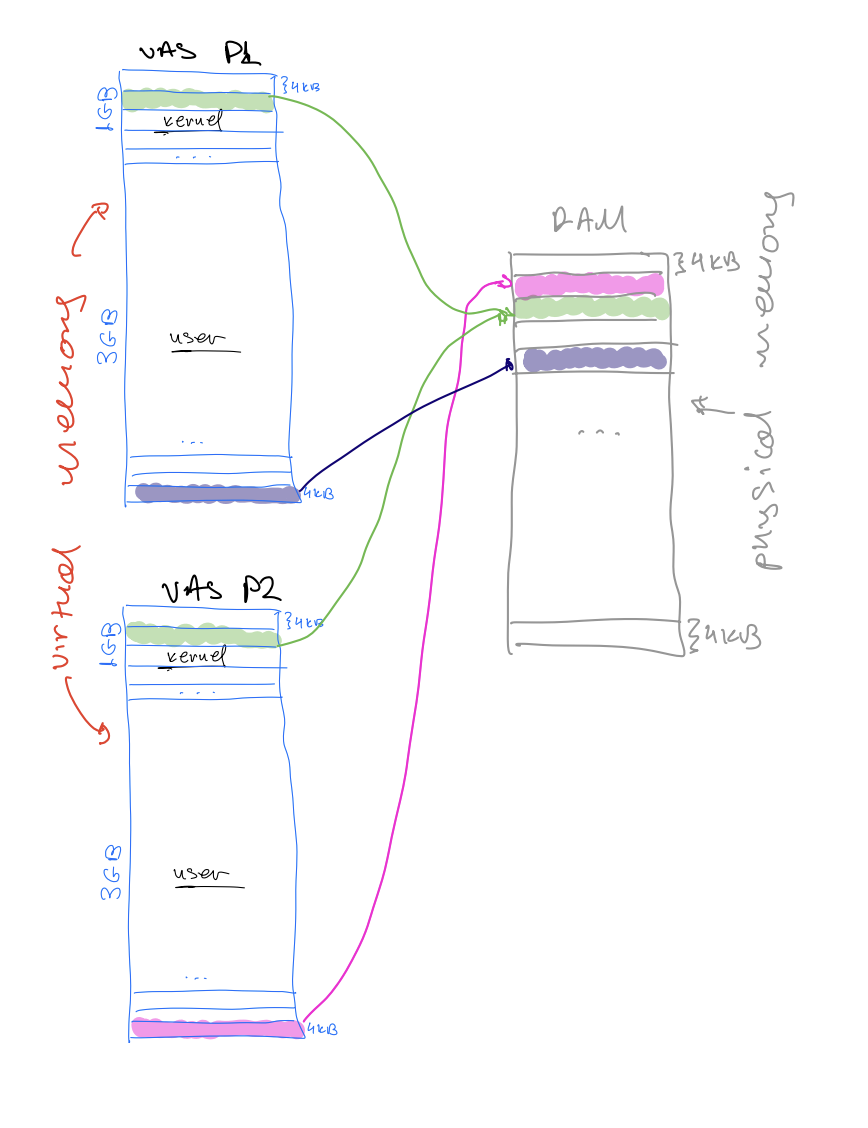 VAS P1
}4KB
1GB
kernel
...
3GB
user
...
4KB
virtual memory
VAS P2
}4KB
1GB
kernel
...
3GB
user
...
4KB
RAM
}4KB
...
}4KB
physical memory